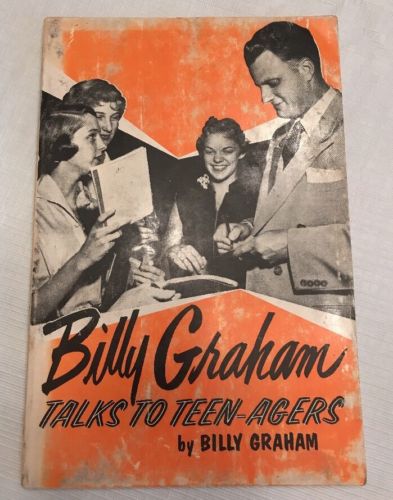 Billy Graham
TALKS TO TEEN-AGERS
by BILLY GRAHAM